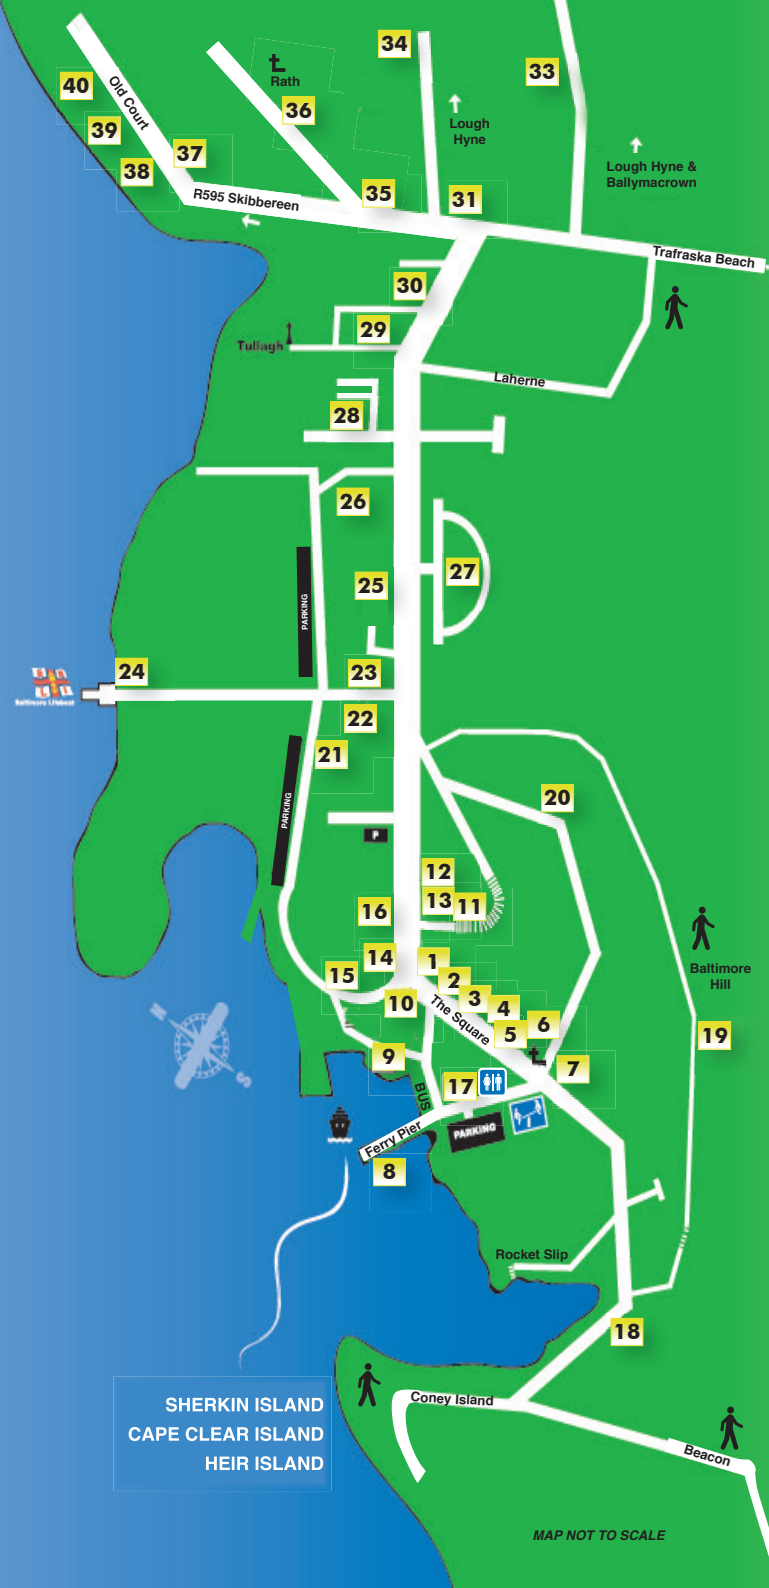 34
33
40
Old Court
Rath
36
39
Lough
Hyne
37
38
Lough Hyne &
Ballymacrown
35
31
R595 Skibbereen
Trafraska Beach
30
29
Tullagh
Laherne
28
26
27
25
PARKING
24
23
Baltimore Lifeboat
22
21
PARKING
20
P
12
13
11
16
14
1
15
2
3
4
10
The Square
5
6
Baltimore
Hill
19
N
S
9
7
17
BUS
PARKING
Ferry Pier
8
Rocket Slip
18
SHERKIN ISLAND
CAPE CLEAR ISLAND
HEIR ISLAND
Coney Island
Beacon
MAP NOT TO SCALE